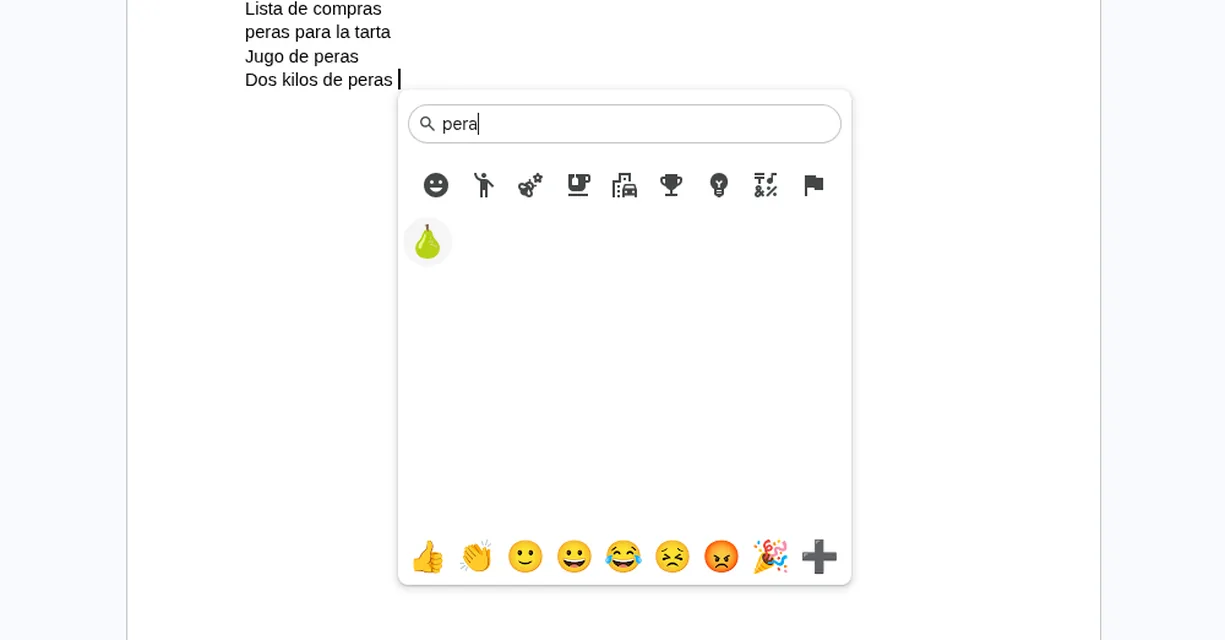 Lista de compras
peras para la tarta
Jugo de peras
Dos kilos de peras
pera